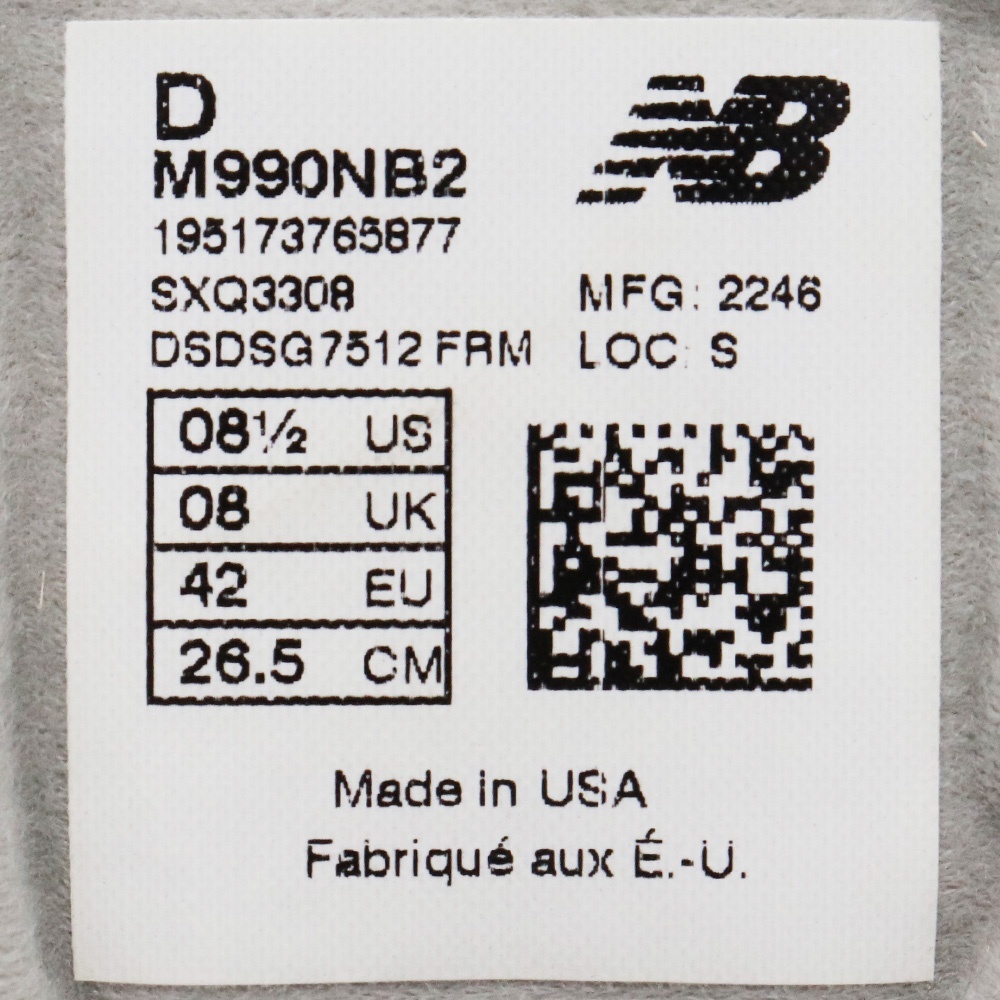 D
NB
M990NB2
195173765877
SXQ3308
MFG: 2246
DSDSG7512 FRM
LOC: S
08½ US
08 UK
42 EU
26.5 CM
Made in USA
Fabriqué aux É.-U.